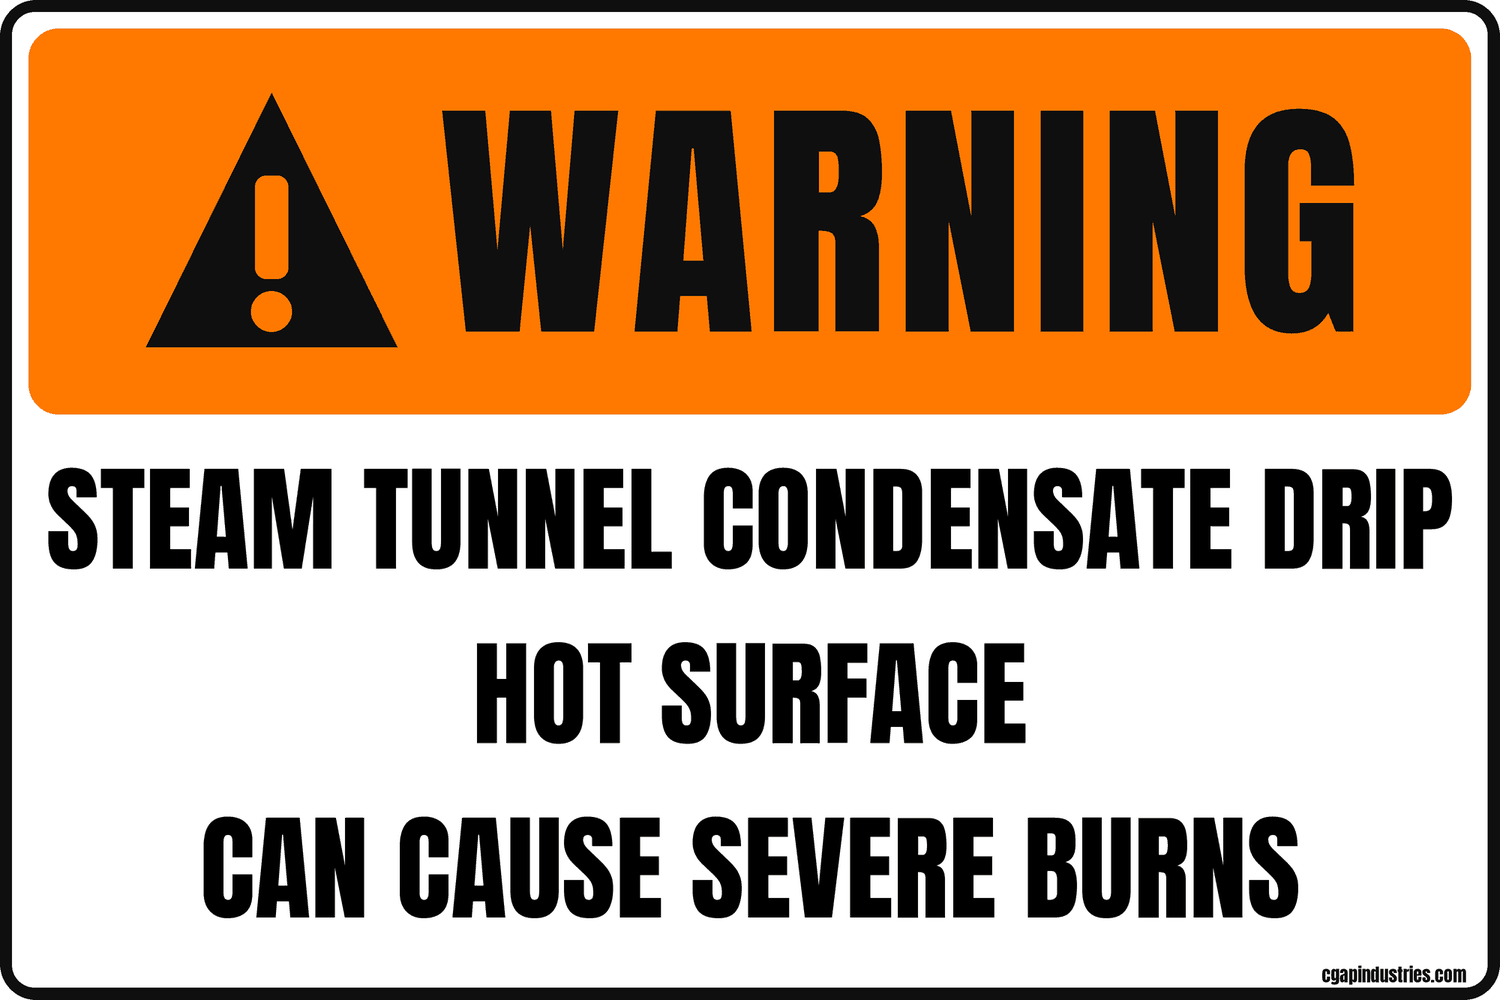 WARNING
STEAM TUNNEL CONDENSATE DRIP
HOT SURFACE
CAN CAUSE SEVERE BURNS
cgapindustries.com